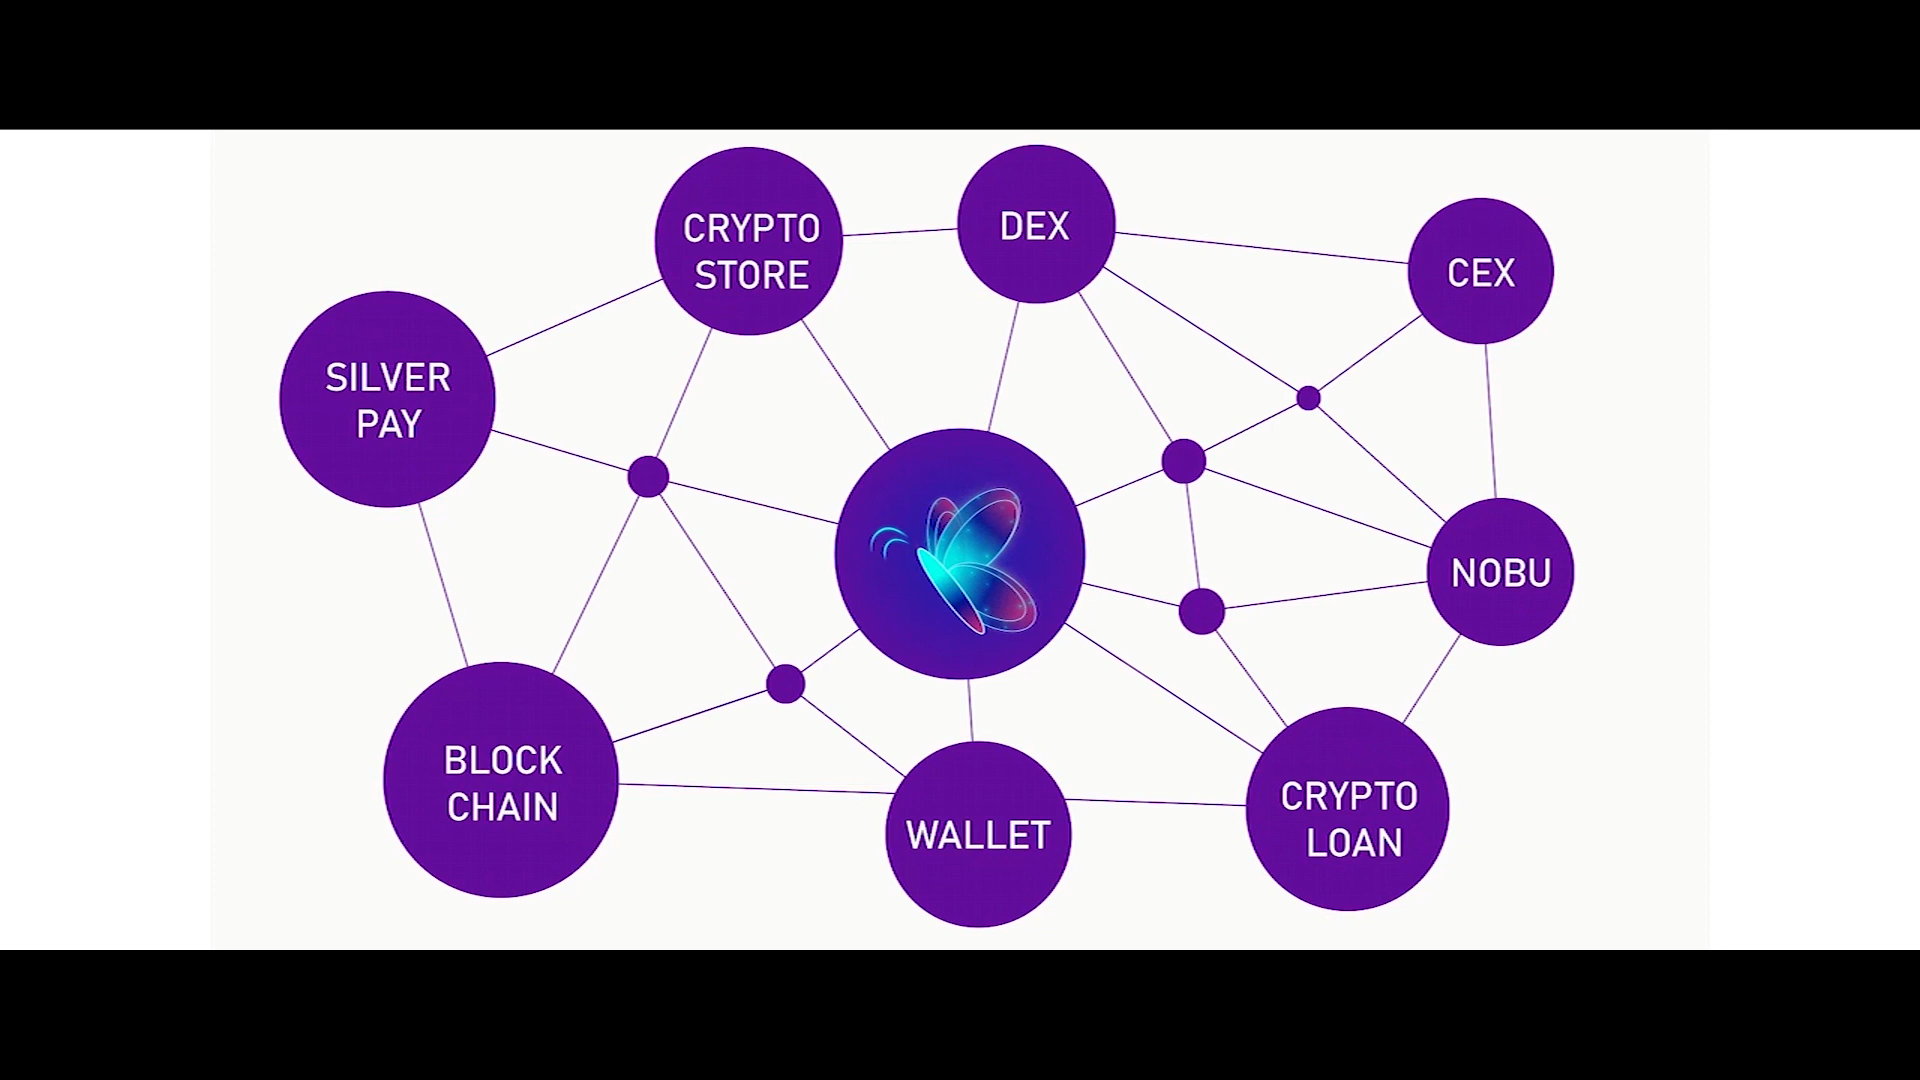 CRYPTO
STORE
DEX
CEX
SILVER
PAY
NOBU
BLOCK
CHAIN
WALLET
CRYPTO
LOAN